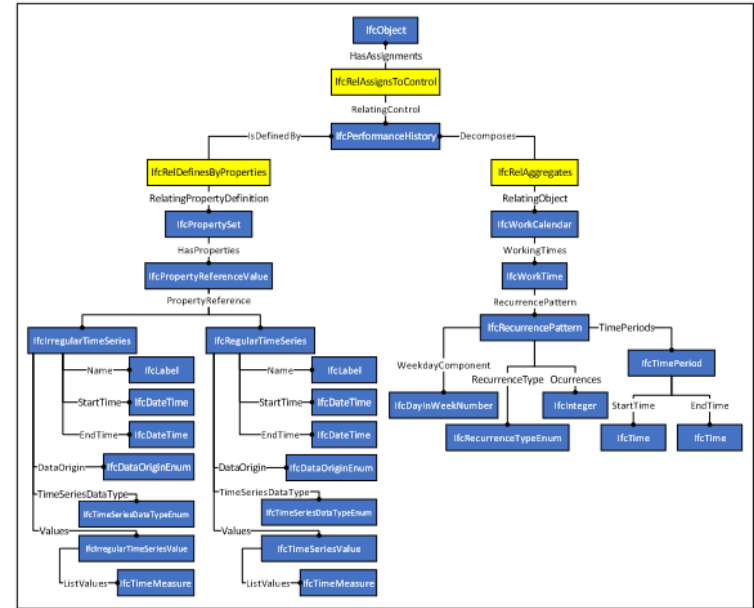 IfcObject
HasAssignments
IfcRelAssignsToControl
RelatingControl
IsDefinedBy IfcPerformanceHistory Decomposes
IfcRelDefinesByProperties IfcRelAggregates
RelatingPropertyDefinition RelatingObject
IfcPropertySet IfcWorkCalendar
HasProperties WorkingTimes
IfcPropertyReferenceValue IfcWorkTime
PropertyReference RecurrencePattern
IfcIrregularTimeSeries IfcRegularTimeSeries IfcRecurrencePattern TimePeriods
Name IfcLabel Name IfcLabel WeekdayComponent IfcTimePeriod
RecurrenceType Ocurrences
StartTime IfcDateTime StartTime IfcDateTime IfcDayInWeekNumber IfcInteger StartTime EndTime
EndTime IfcDateTime EndTime IfcDateTime IfcRecurrenceTypeEnum IfcTime IfcTime
DataOrigin IfcDataOriginEnum DataOrigin IfcDataOriginEnum
TimeSeriesDataType TimeSeriesDataType
IfcTimeSeriesDataTypeEnum IfcTimeSeriesDataTypeEnum
Values Values
IfcIrregularTimeSeriesValue IfcTimeSeriesValue
ListValues IfcTimeMeasure ListValues IfcTimeMeasure